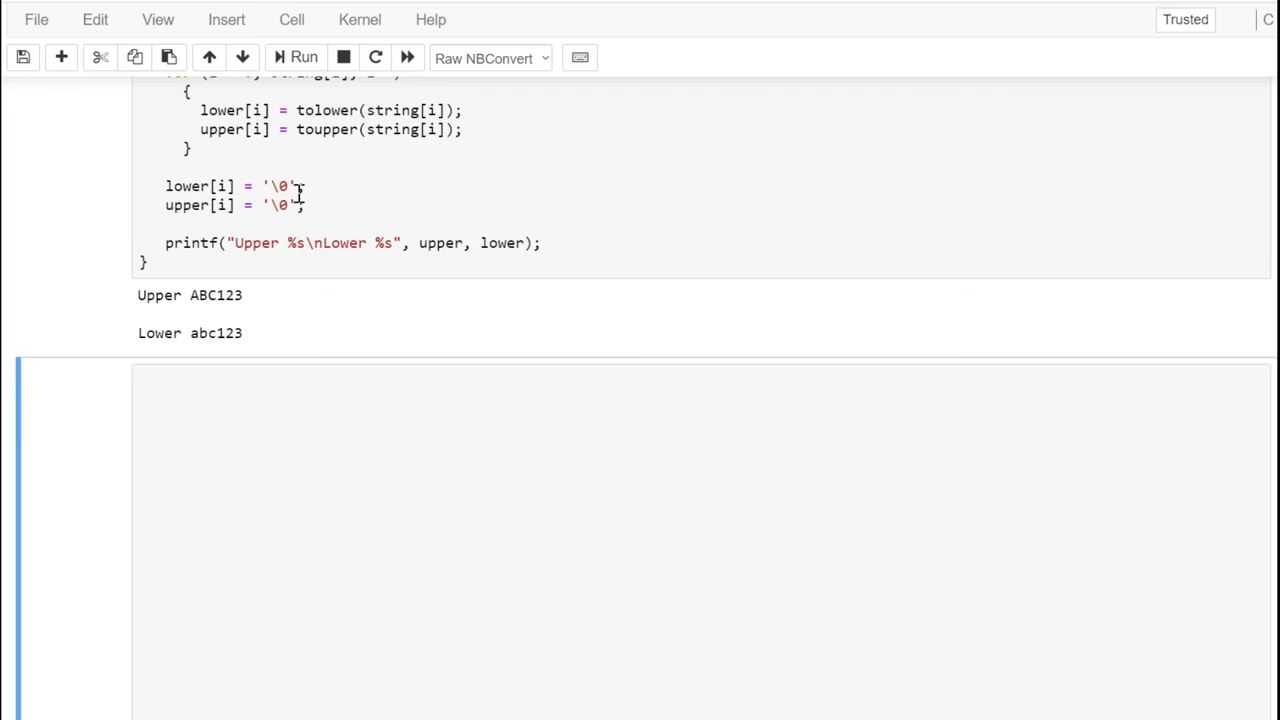 File Edit View Insert Cell Kernel Help Trusted C
Run Raw NBConvert
{
lower[i] = tolower(string[i]);
upper[i] = toupper(string[i]);
}
lower[i] = '\0';
upper[i] = '\0';
printf("Upper %s\nLower %s", upper, lower);
}
Upper ABC123
Lower abc123